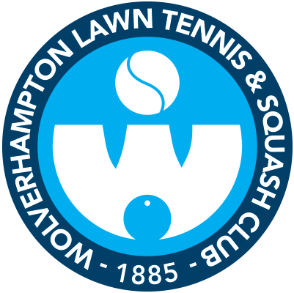 WOLVERHAMPTON LAWN TENNIS & SQUASH CLUB
- 1885 -